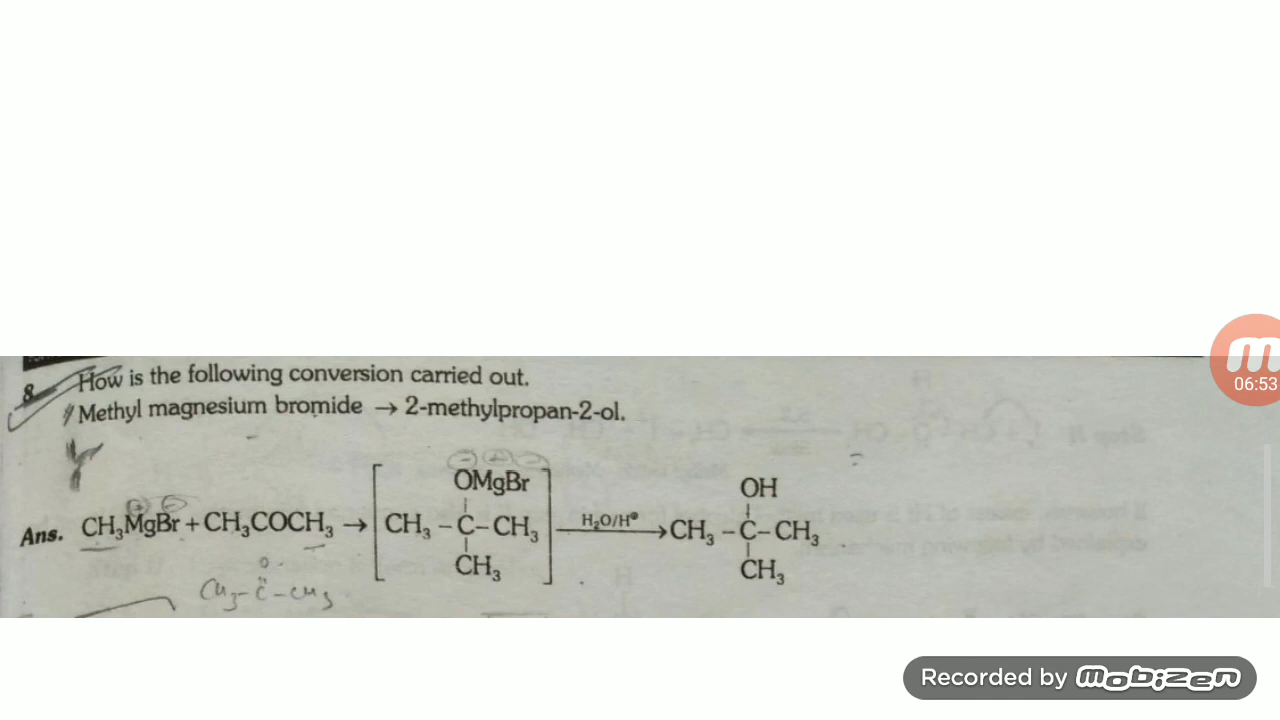 8. How is the following conversion carried out.
Methyl magnesium bromide → 2-methylpropan-2-ol.
OMgBr
OH
Ans. CH₃MgBr + CH₃COCH₃ → [CH₃ – C – CH₃] H₂O/H⊕ → CH₃ – C – CH₃
CH₃
CH₃
O
CH₃ – C – CH₃
06:53
Recorded by mobizen